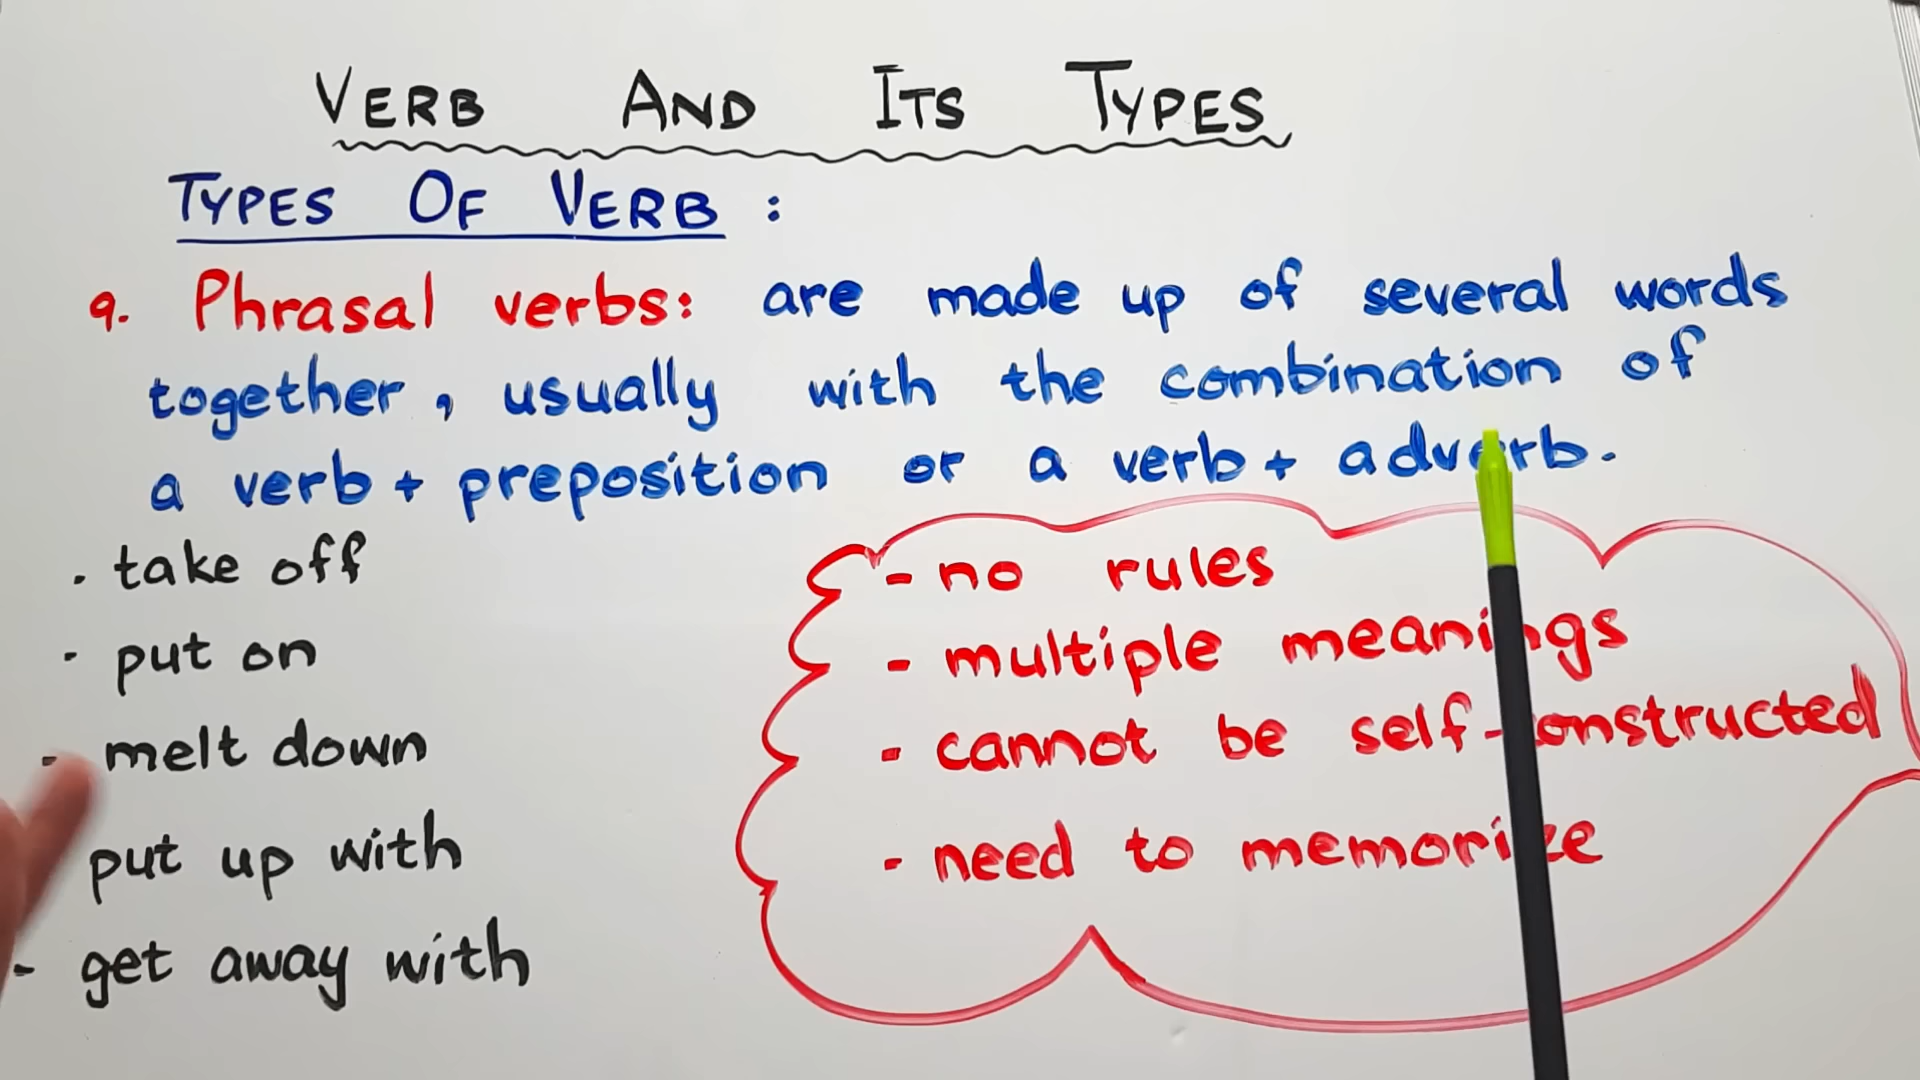 VERB AND ITS TYPES
TYPES OF VERB :
9. Phrasal verbs: are made up of several words
together, usually with the combination of
a verb + preposition or a verb + adverb.
. take off
- put on
- melt down
put up with
- get away with
- no rules
- multiple meanings
- cannot be self-constructed
- need to memorize